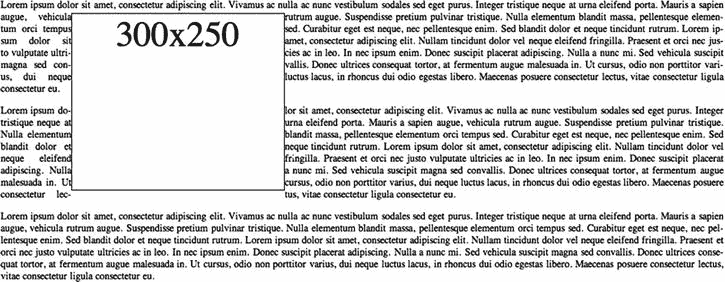 Lorem ipsum dolor sit amet, consectetur adipiscing elit. Vivamus ac nulla ac nunc vestibulum sodales sed eget purus. Integer tristique neque at urna eleifend porta. Mauris a sapien
augue, vehicula rutrum augue. Suspendisse pretium pulvinar tristique. Nulla elementum blandit massa, pellentesque elemen-
300x250
tum orci tempus sed. Curabitur eget est neque, nec pellentesque enim. Sed blandit dolor et neque tincidunt rutrum. Lorem ip-
sum dolor sit amet, consectetur adipiscing elit. Nullam tincidunt dolor vel neque eleifend fringilla. Praesent et orci nec jus-
to vulputate ultri- cies ac in leo. In nec ipsum enim. Donec suscipit placerat adipiscing. Nulla a nunc mi. Sed vehicula suscipit
magna sed con- vallis. Donec ultrices consequat tortor, at fermentum augue malesuada in. Ut cursus, odio non porttitor vari-
us, dui neque luctus lacus, in rhoncus dui odio egestas libero. Maecenas posuere consectetur lectus, vitae consectetur ligula
consectetur eu.
Lorem ipsum do- lor sit amet, consectetur adipiscing elit. Vivamus ac nulla ac nunc vestibulum sodales sed eget purus. Integer
tristique neque at urna eleifend porta. Mauris a sapien augue, vehicula rutrum augue. Suspendisse pretium pulvinar tristique.
Nulla elementum blandit massa, pellentesque elementum orci tempus sed. Curabitur eget est neque, nec pellentesque enim. Sed
blandit dolor et neque tincidunt rutrum. Lorem ipsum dolor sit amet, consectetur adipiscing elit. Nullam tincidunt dolor vel
neque eleifend fringilla. Praesent et orci nec justo vulputate ultricies ac in leo. In nec ipsum enim. Donec suscipit placerat
adipiscing. Nulla a nunc mi. Sed vehicula suscipit magna sed convallis. Donec ultrices consequat tortor, at fermentum augue
malesuada in. Ut cursus, odio non porttitor varius, dui neque luctus lacus, in rhoncus dui odio egestas libero. Maecenas posuere
consectetur lec- tus, vitae consectetur ligula consectetur eu.
Lorem ipsum dolor sit amet, consectetur adipiscing elit. Vivamus ac nulla ac nunc vestibulum sodales sed eget purus. Integer tristique neque at urna eleifend porta. Mauris a sapien
augue, vehicula rutrum augue. Suspendisse pretium pulvinar tristique. Nulla elementum blandit massa, pellentesque elementum orci tempus sed. Curabitur eget est neque, nec pel-
lentesque enim. Sed blandit dolor et neque tincidunt rutrum. Lorem ipsum dolor sit amet, consectetur adipiscing elit. Nullam tincidunt dolor vel neque eleifend fringilla. Praesent et
orci nec justo vulputate ultricies ac in leo. In nec ipsum enim. Donec suscipit placerat adipiscing. Nulla a nunc mi. Sed vehicula suscipit magna sed convallis. Donec ultrices conse-
quat tortor, at fermentum augue malesuada in. Ut cursus, odio non porttitor varius, dui neque luctus lacus, in rhoncus dui odio egestas libero. Maecenas posuere consectetur lectus,
vitae consectetur ligula consectetur eu.